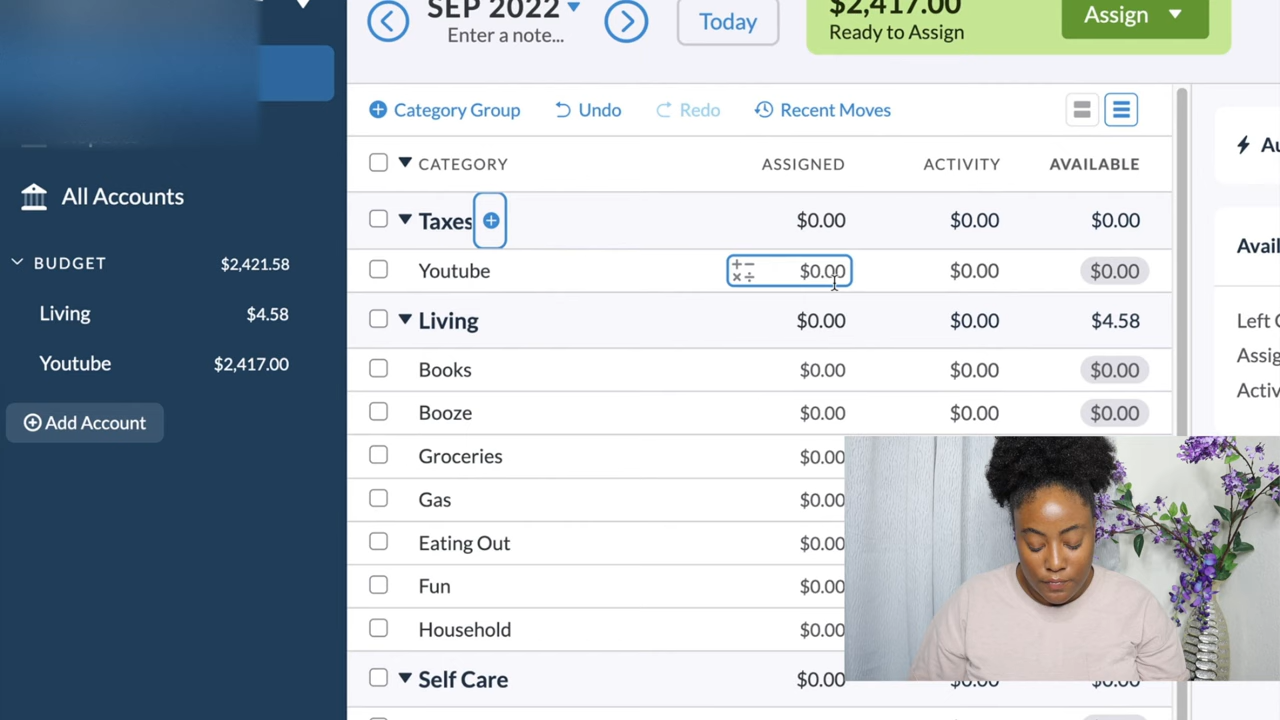 SEP 2022
Enter a note...
Today
$2,417.00
Ready to Assign
Assign
Category Group
Undo
Redo
Recent Moves
CATEGORY ASSIGNED ACTIVITY AVAILABLE
Taxes $0.00 $0.00 $0.00
Youtube $0.00 $0.00 $0.00
Living $0.00 $0.00 $4.58
Books $0.00 $0.00 $0.00
Booze $0.00 $0.00 $0.00
Groceries $0.00
Gas $0.00
Eating Out $0.00
Fun $0.00
Household $0.00
Self Care $0.00 $0.00 $0.00
All Accounts
BUDGET $2,421.58
Living $4.58
Youtube $2,417.00
Add Account